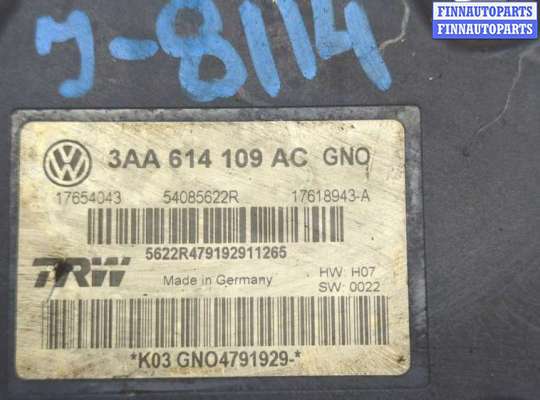 FINNAUTOPARTS
FINNAUTOPARTS
J-8114
3AA 614 109 AC GNO
17654043 54085622R 17618943-A
5622R479192911265
TRW Made in Germany HW: H07
SW: 0022
*K03 GNO4791929-*